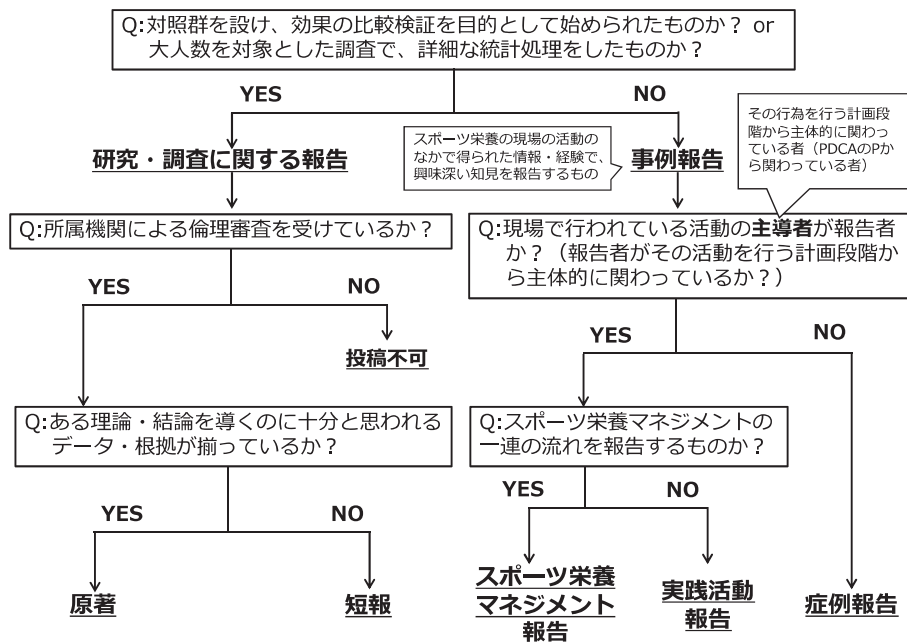 Q:対照群を設け、効果の比較検証を目的として始められたものか？ or
大人数を対象とした調査で、詳細な統計処理をしたものか？
YES
NO
研究・調査に関する報告
スポーツ栄養の現場の活動の
なかで得られた情報・経験で、
興味深い知見を報告するもの
事例報告
その行為を行う計画段
階から主体的に関わっ
ている者（PDCAのPか
ら関わっている者）
Q:所属機関による倫理審査を受けているか？
Q:現場で行われている活動の主導者が報告者
か？（報告者がその活動を行う計画段階か
ら主体的に関わっているか？）
YES
NO
投稿不可
YES
NO
Q:ある理論・結論を導くのに十分と思われる
データ・根拠が揃っているか？
Q:スポーツ栄養マネジメントの
一連の流れを報告するものか？
YES
NO
原著
短報
YES
NO
スポーツ栄養
マネジメント
報告
実践活動
報告
症例報告